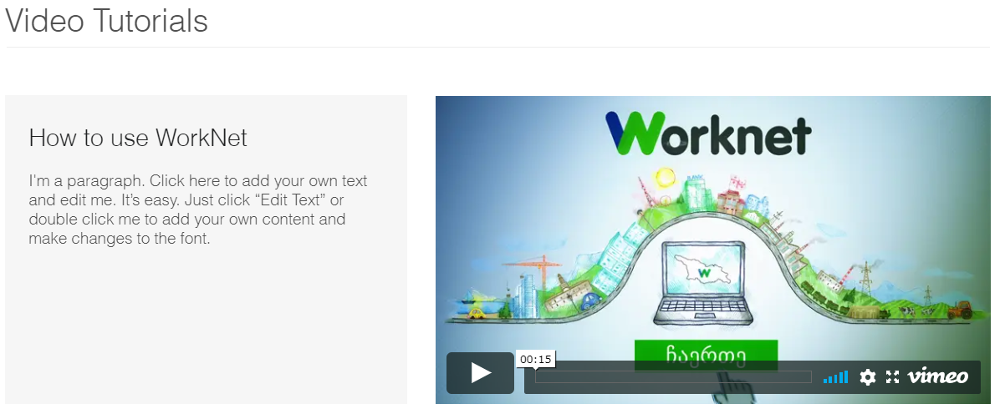 Video Tutorials
How to use WorkNet
I'm a paragraph. Click here to add your own text
and edit me. It’s easy. Just click “Edit Text” or
double click me to add your own content and
make changes to the font.
Worknet
BANK
W
ჩაერთე
00:15
vimeo